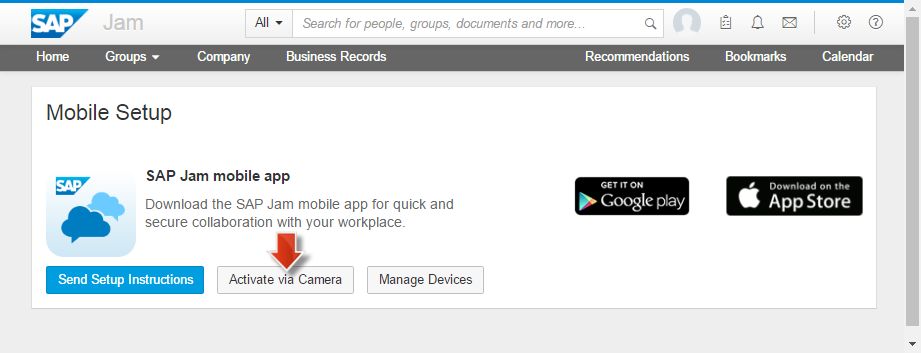 SAP Jam All Search for people, groups, documents and more...
Home Groups Company Business Records Recommendations Bookmarks Calendar
Mobile Setup
SAP
SAP Jam mobile app
Download the SAP Jam mobile app for quick and
secure collaboration with your workplace.
GET IT ON
Google play
Download on the
App Store
Send Setup Instructions Activate via Camera Manage Devices